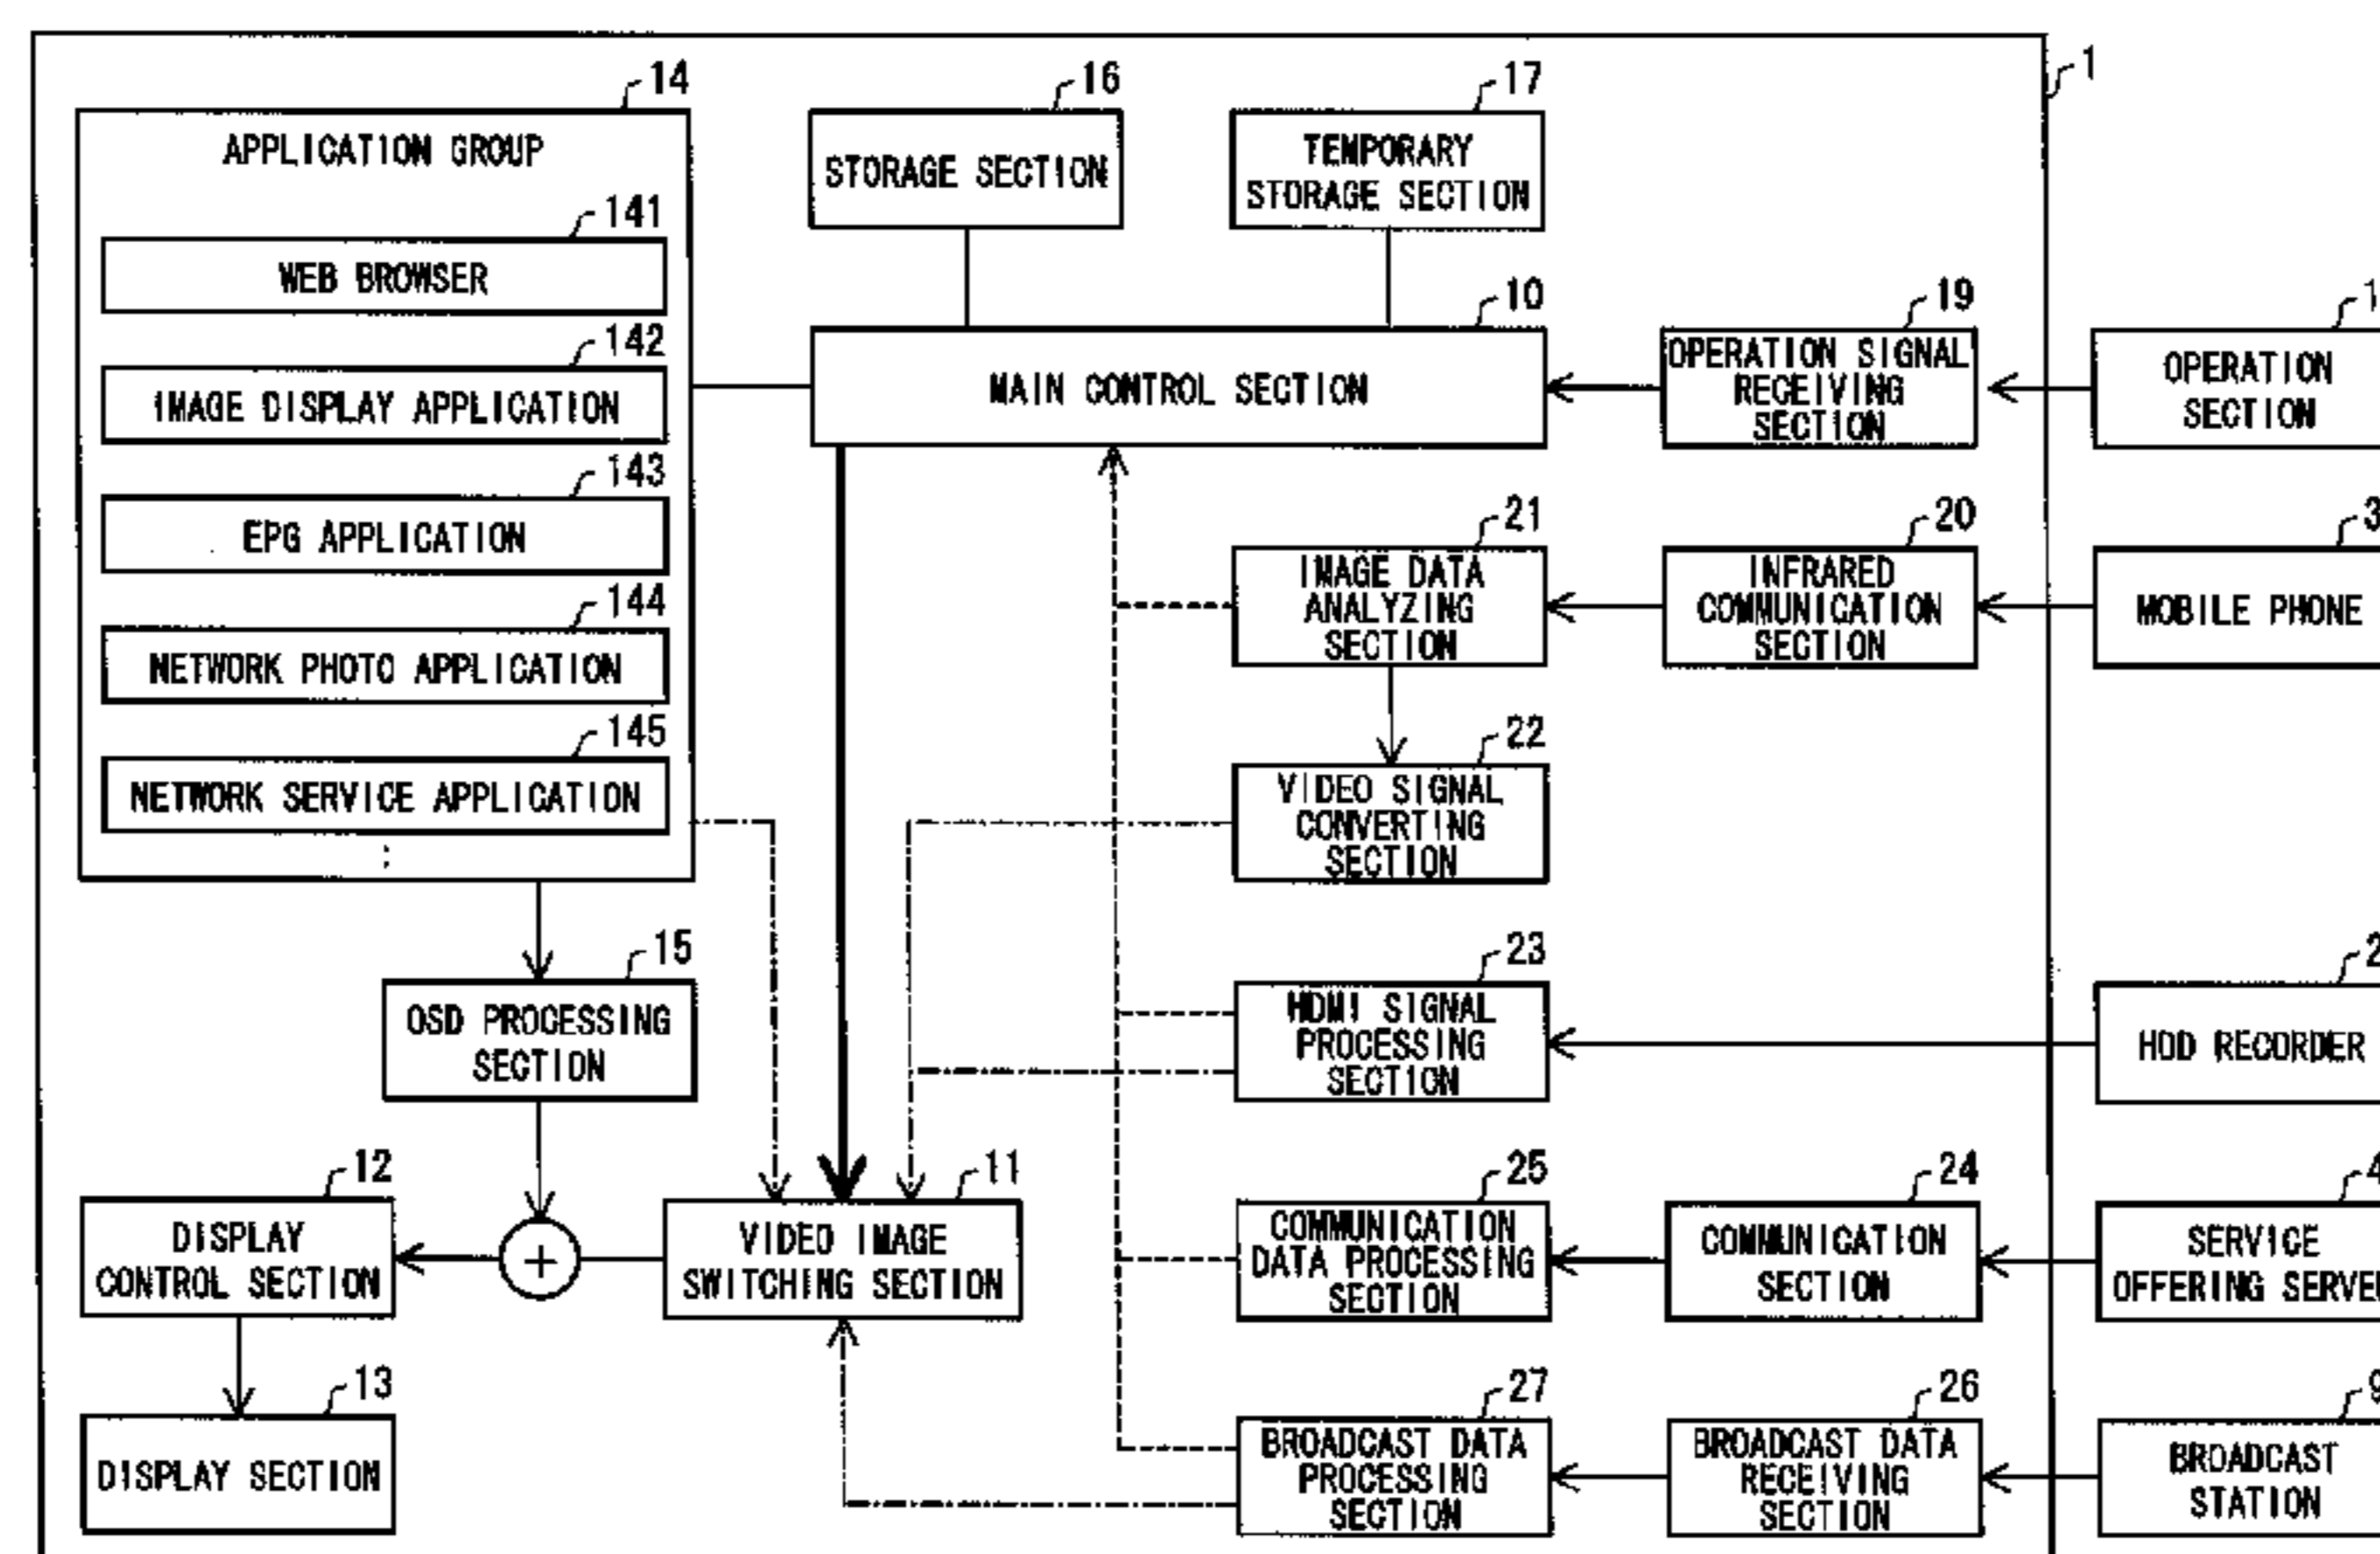 1
14
APPLICATION GROUP
141
WEB BROWSER
142
IMAGE DISPLAY APPLICATION
143
EPG APPLICATION
144
NETWORK PHOTO APPLICATION
145
NETWORK SERVICE APPLICATION
:
16
STORAGE SECTION
17
TEMPORARY
STORAGE SECTION
10
MAIN CONTROL SECTION
19
OPERATION SIGNAL
RECEIVING
SECTION
OPERATION
SECTION
21
IMAGE DATA
ANALYZING
SECTION
20
INFRARED
COMMUNICATION
SECTION
MOBILE PHONE
22
VIDEO SIGNAL
CONVERTING
SECTION
15
OSD PROCESSING
SECTION
23
HDMI SIGNAL
PROCESSING
SECTION
HDD RECORDER
12
DISPLAY
CONTROL SECTION
+
11
VIDEO IMAGE
SWITCHING SECTION
25
COMMUNICATION
DATA PROCESSING
SECTION
24
COMMUNICATION
SECTION
SERVICE
OFFERING
13
DISPLAY SECTION
27
BROADCAST DATA
PROCESSING
SECTION
26
BROADCAST DATA
RECEIVING
SECTION
BROADCAST
STATION